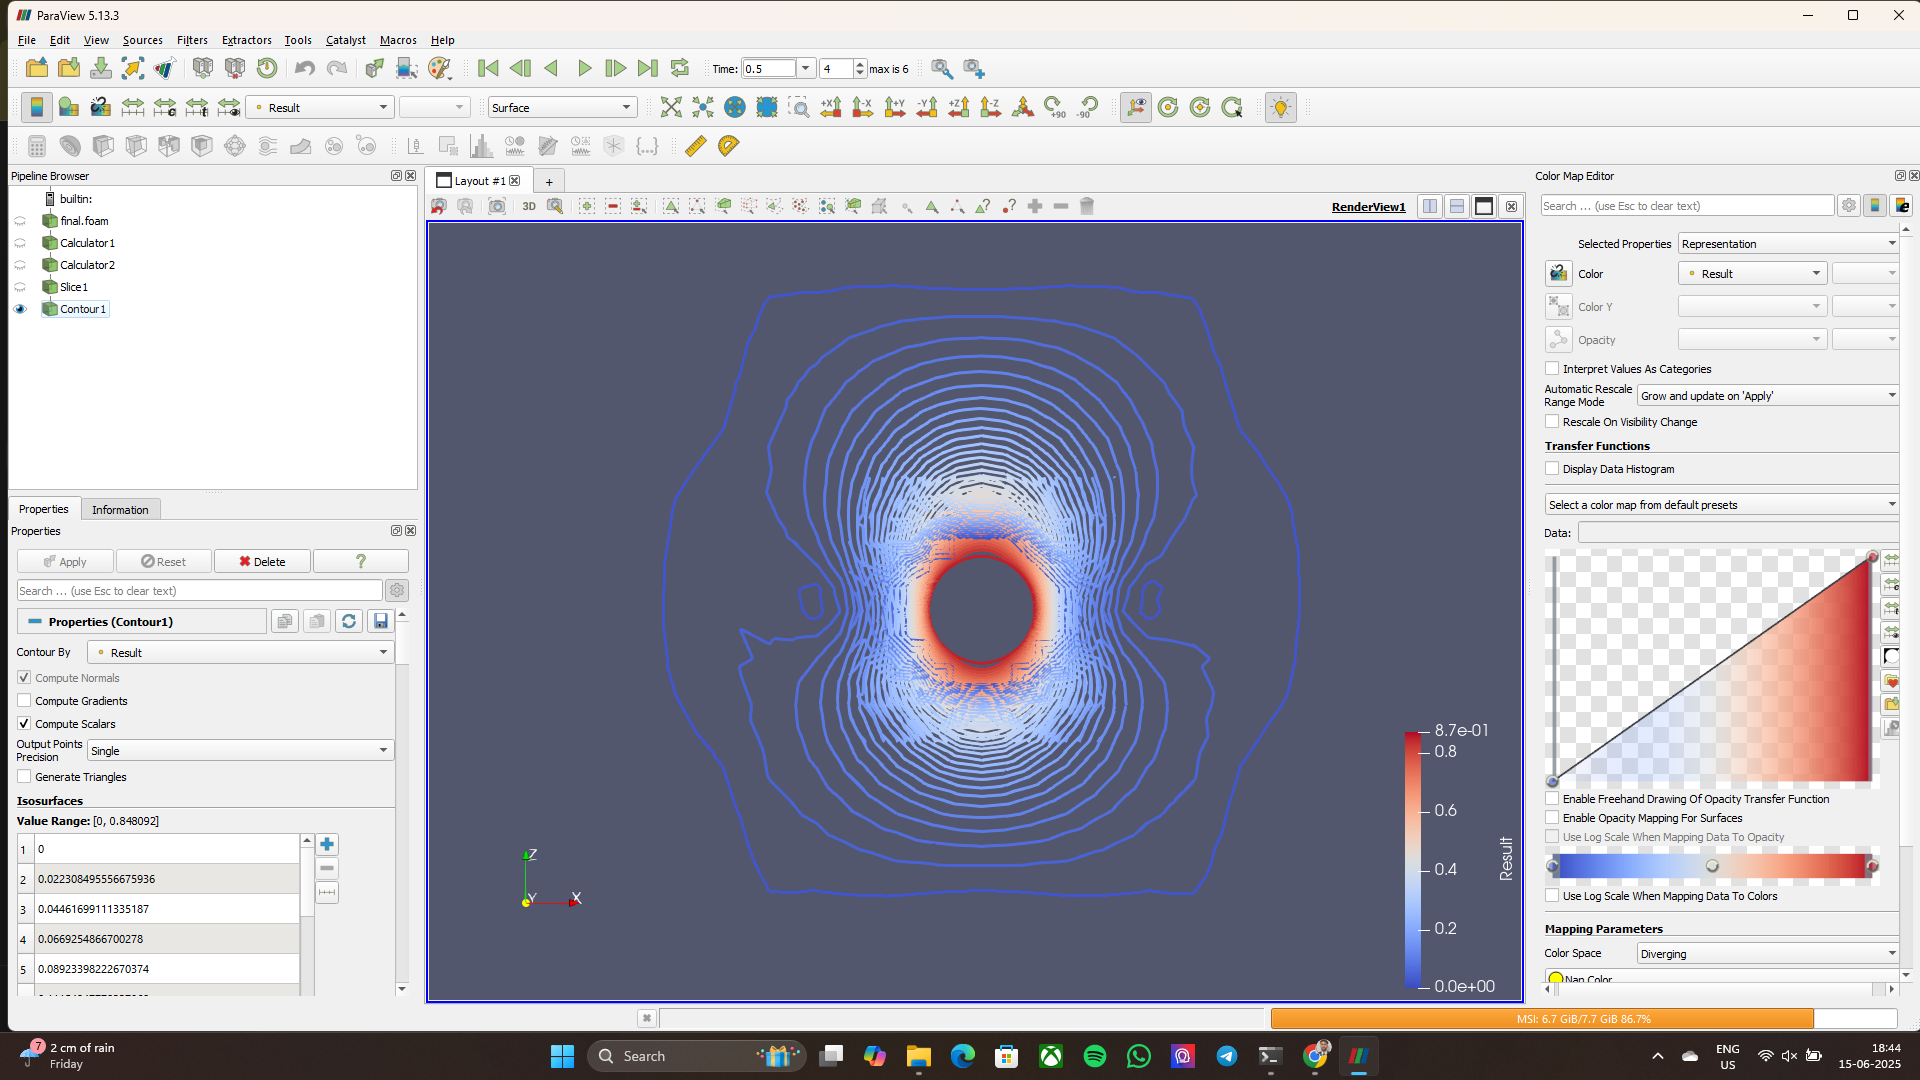 ParaView 5.13.3
File Edit View Sources Filters Extractors Tools Catalyst Macros Help
Time: 0.5 4 max is 6
Result Surface +X -X +Y -Y +Z -Z +90 -90
Pipeline Browser
builtin:
final.foam
Calculator1
Calculator2
Slice1
Contour1
Properties Information
Properties
Apply Reset Delete ?
Search ... (use Esc to clear text)
Properties (Contour1)
Contour By Result
Compute Normals
Compute Gradients
Compute Scalars
Output Points Precision Single
Generate Triangles
Isosurfaces
Value Range: [0, 0.848092]
1 0
2 0.022308495556675936
3 0.04461699111335187
4 0.0669254866700278
5 0.08923398222670374
Layout #1 +
3D RenderView1
Z
Y X
8.7e-01
0.8
0.6
0.4
0.2
0.0e+00
Result
Color Map Editor
Search ... (use Esc to clear text)
Selected Properties Representation
Color Result
Color Y
Opacity
Interpret Values As Categories
Automatic Rescale Range Mode Grow and update on 'Apply'
Rescale On Visibility Change
Transfer Functions
Display Data Histogram
Select a color map from default presets
Data:
Enable Freehand Drawing Of Opacity Transfer Function
Enable Opacity Mapping For Surfaces
Use Log Scale When Mapping Data To Opacity
Use Log Scale When Mapping Data To Colors
Mapping Parameters
Color Space Diverging
Nan Color
MSI: 6.7 GiB/7.7 GiB 86.7%
7 2 cm of rain
Friday
Search
ENG
US
18:44
15-06-2025